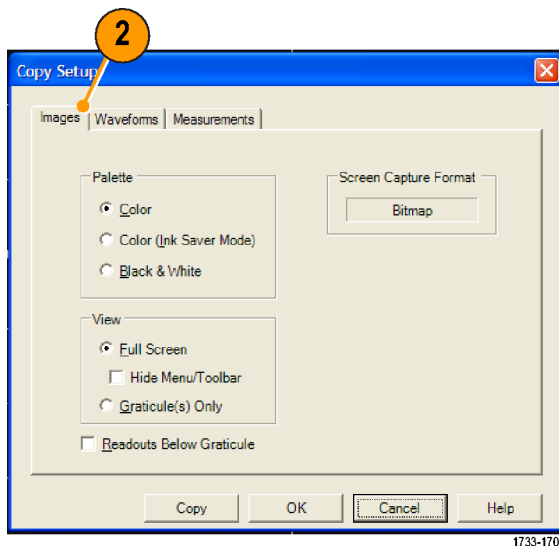 2
Copy Setup
Images Waveforms Measurements
Palette
Color
Color (Ink Saver Mode)
Black & White
Screen Capture Format
Bitmap
View
Full Screen
Hide Menu/Toolbar
Graticule(s) Only
Readouts Below Graticule
Copy OK Cancel Help
1733-170